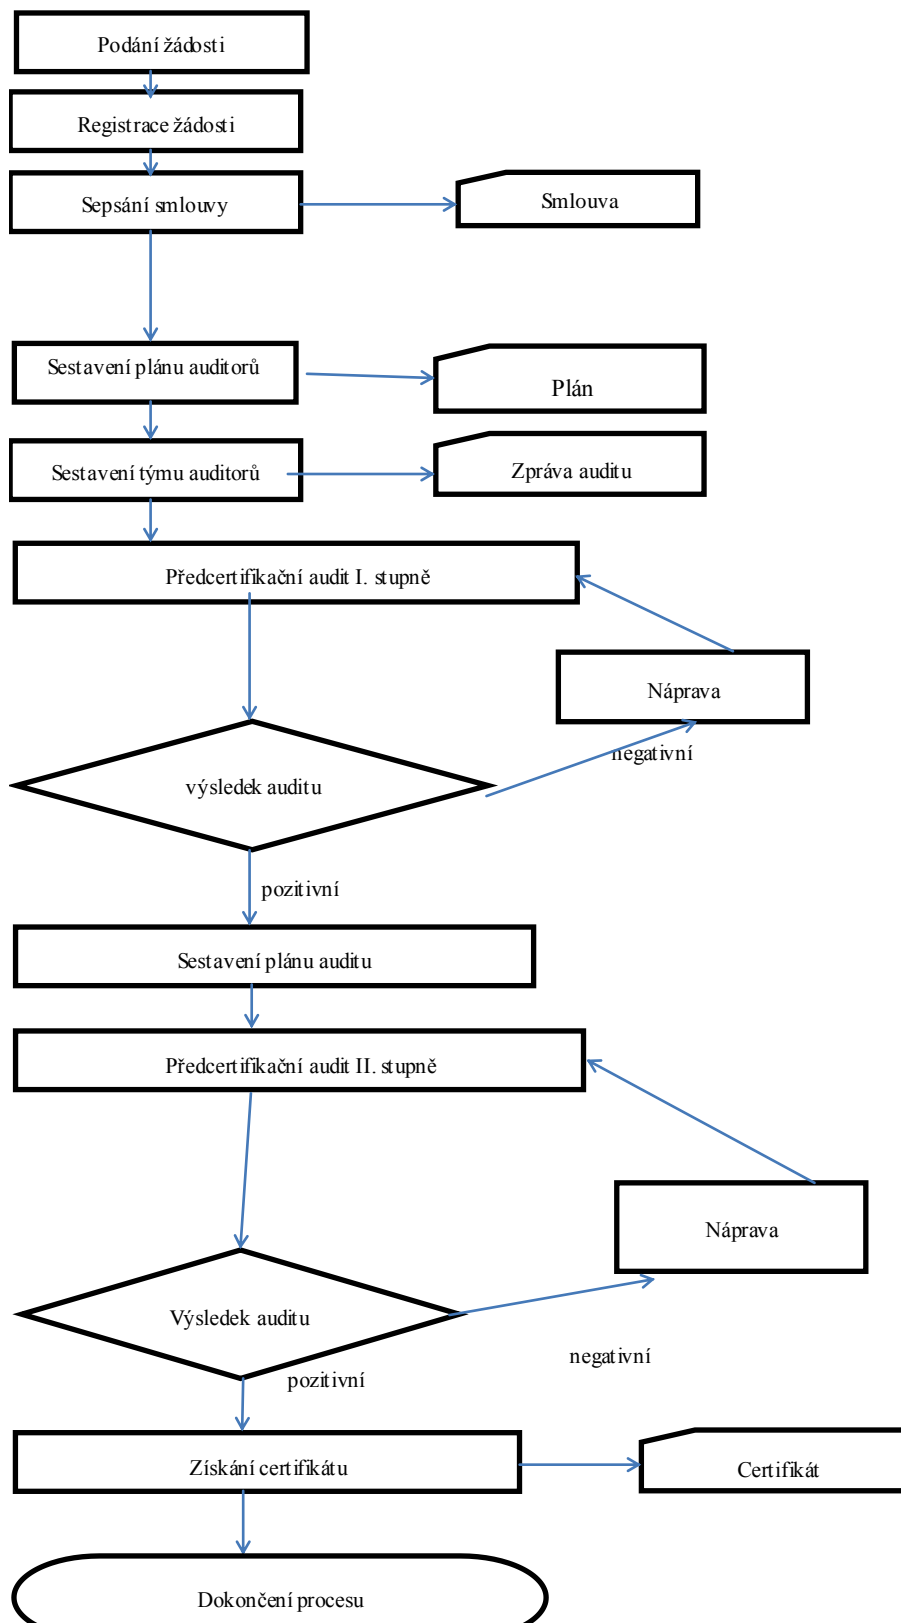 Podání žádosti
Registrace žádosti
Sepsání smlouvy
Smlouva
Sestavení plánu auditorů
Plán
Sestavení týmu auditorů
Zpráva auditu
Předcertifikační audit I. stupně
Náprava
negativní
výsledek auditu
pozitivní
Sestavení plánu auditu
Předcertifikační audit II. stupně
Náprava
Výsledek auditu
negativní
pozitivní
Získání certifikátu
Certifikát
Dokončení procesu